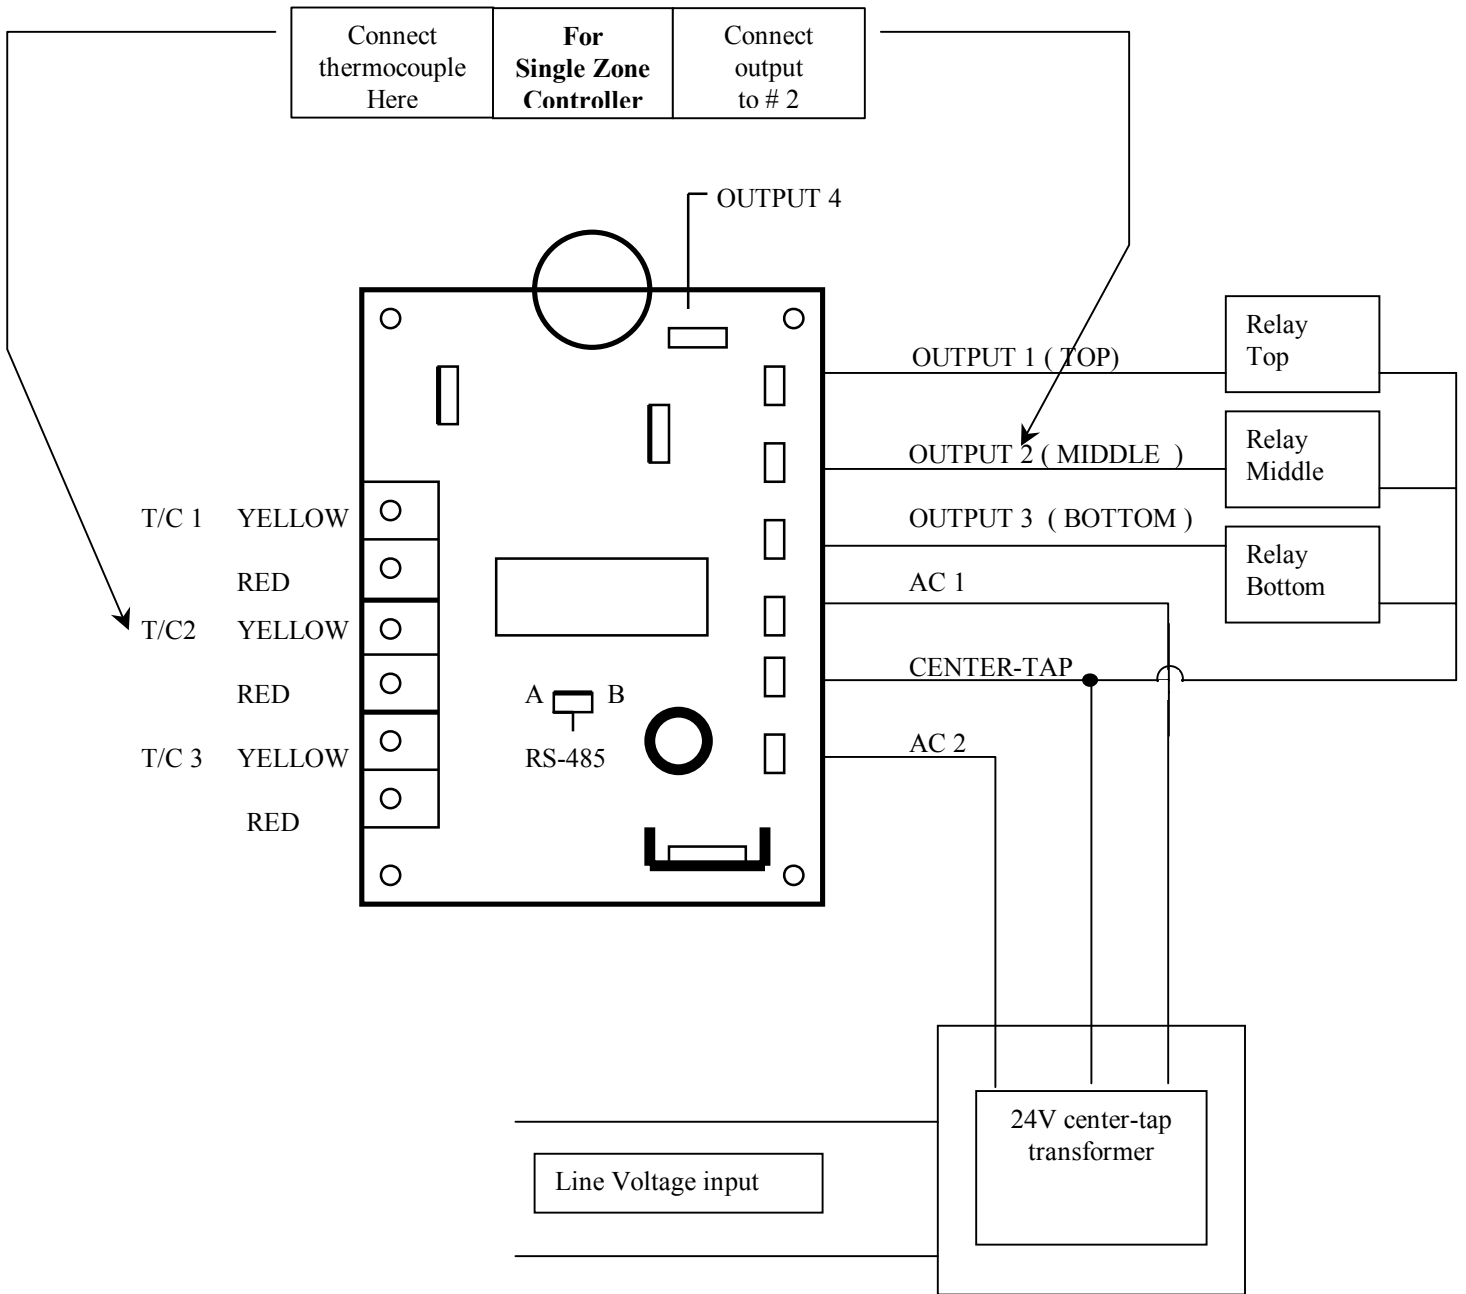 Connect
thermocouple
Here
For
Single Zone
Controller
Connect
output
to # 2
OUTPUT 4
OUTPUT 1 ( TOP)
Relay
Top
OUTPUT 2 ( MIDDLE )
Relay
Middle
OUTPUT 3 ( BOTTOM )
Relay
Bottom
AC 1
CENTER-TAP
AC 2
T/C 1 YELLOW
RED
T/C2 YELLOW
RED
T/C 3 YELLOW
RED
A B
RS-485
24V center-tap
transformer
Line Voltage input